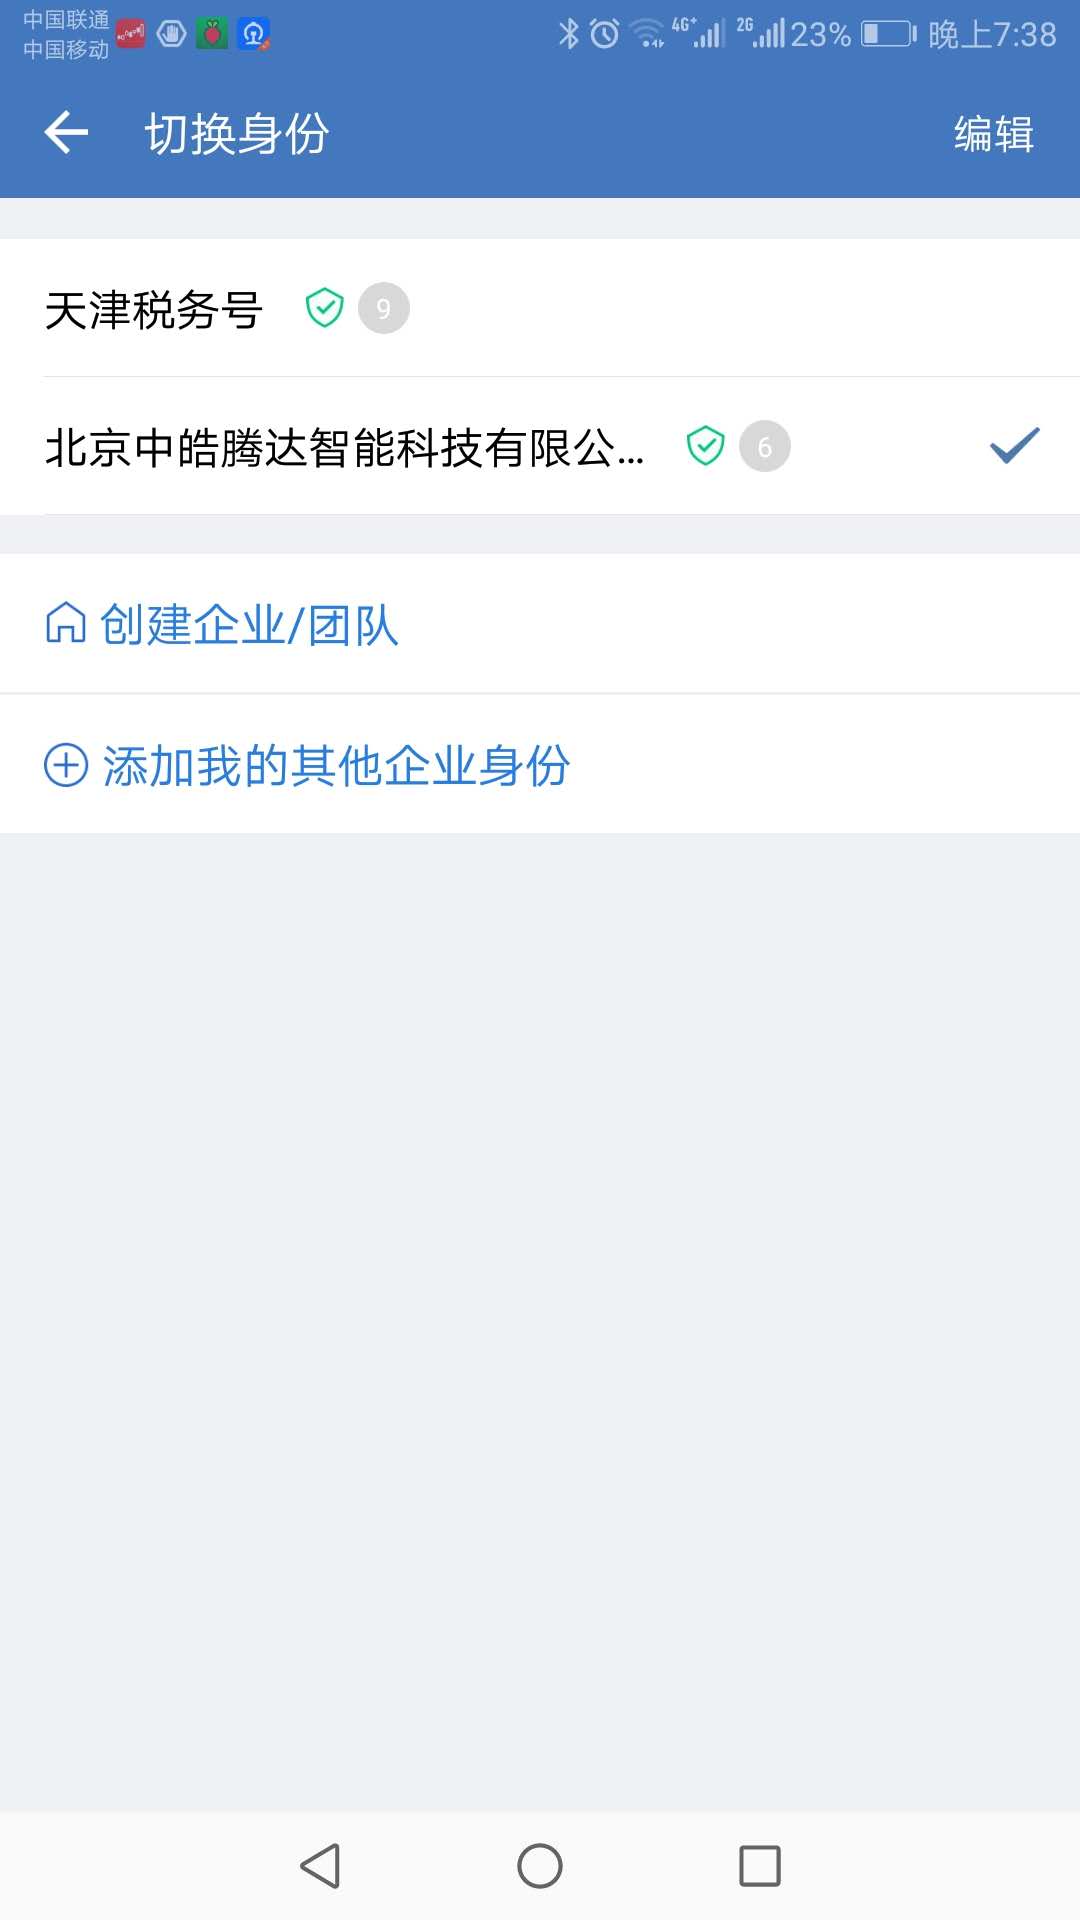 中国联通
中国移动
4G+ 2G 23% 晚上7:38
切换身份 编辑
天津税务号 9
北京中皓腾达智能科技有限公... 6
创建企业/团队
添加我的其他企业身份